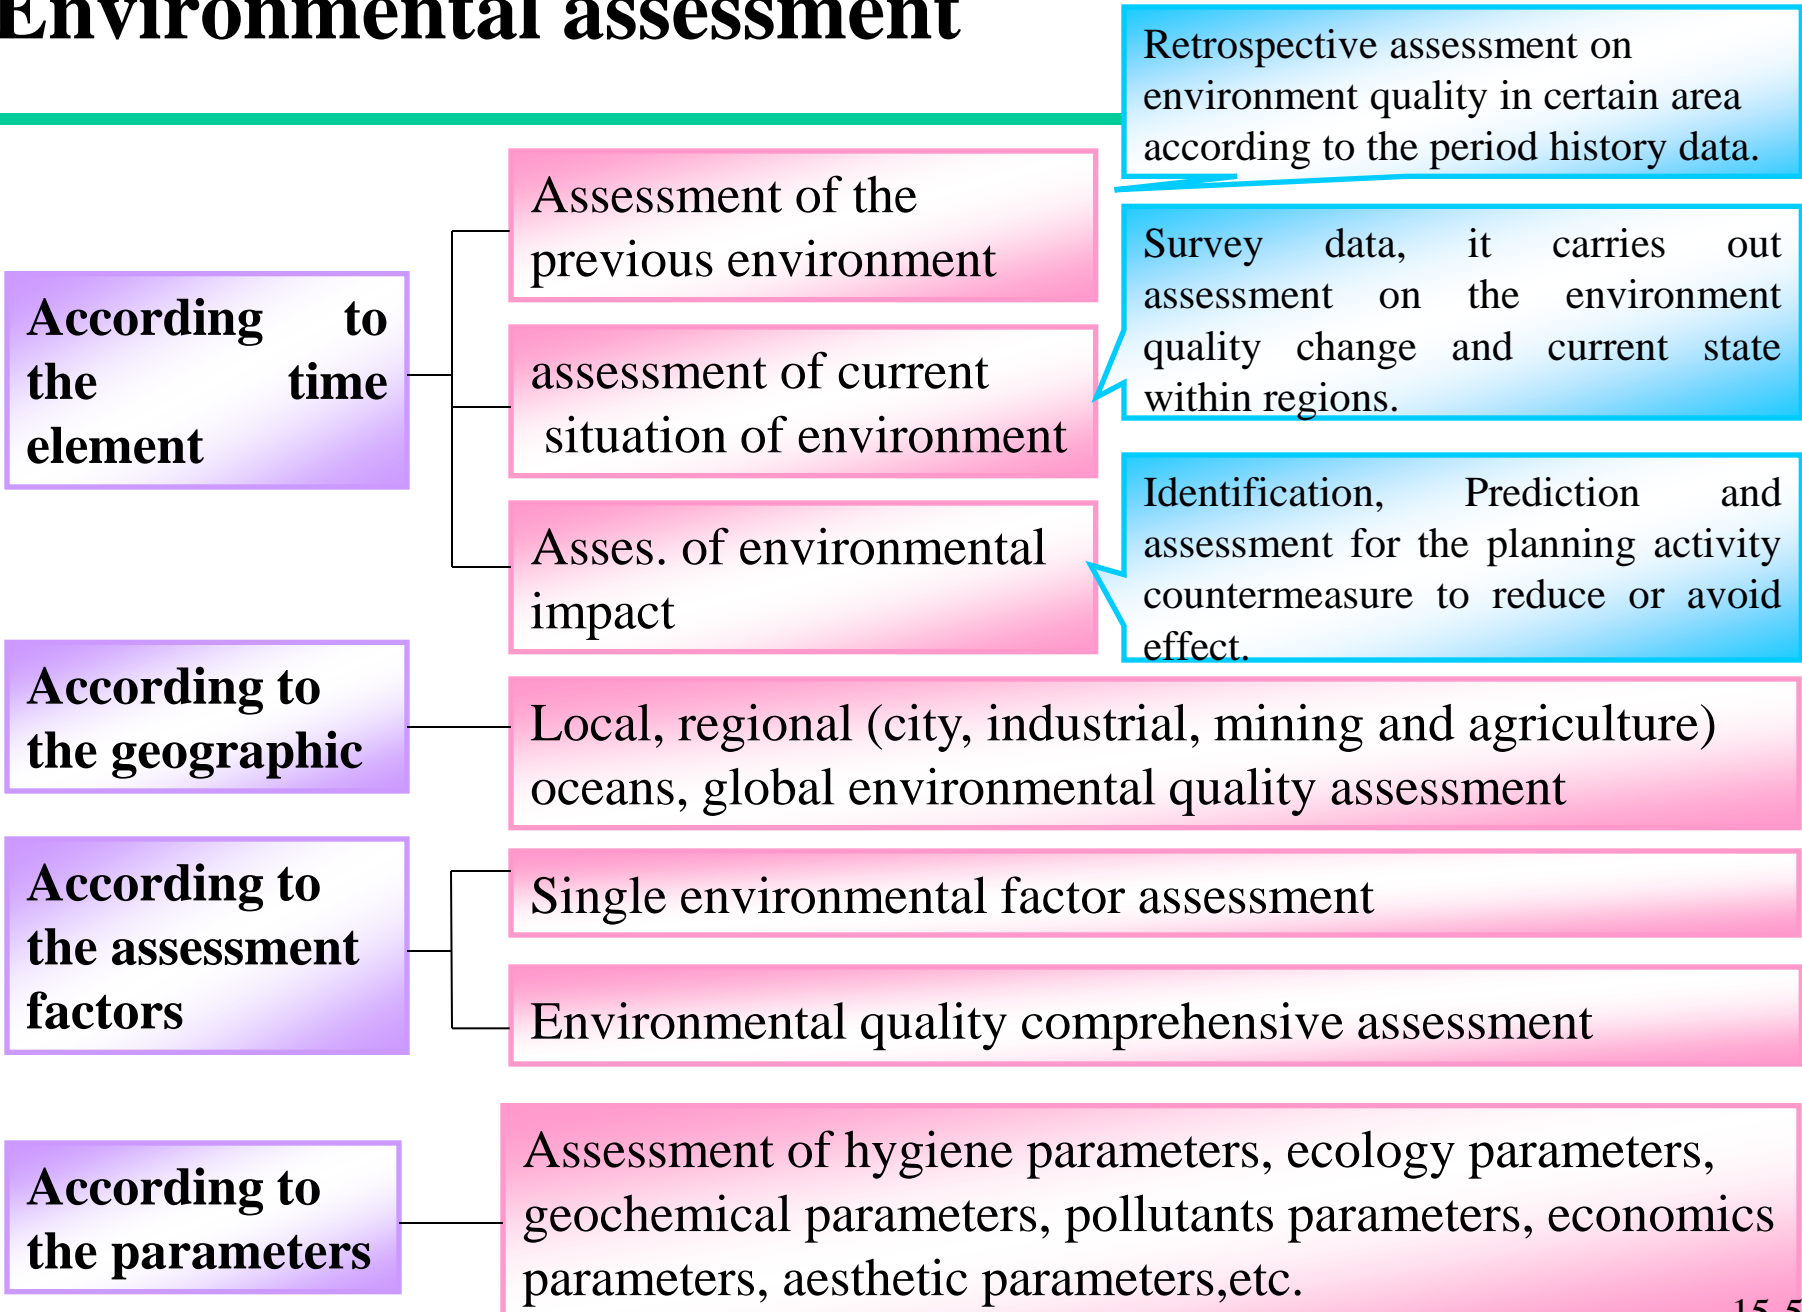 Environmental assessment
Retrospective assessment on
environment quality in certain area
according to the period history data.
Assessment of the
previous environment
Survey data, it carries out
assessment on the environment
quality change and current state
within regions.
According to
the time
element
assessment of current
situation of environment
Identification, Prediction and
assessment for the planning activity
countermeasure to reduce or avoid
effect.
Asses. of environmental
impact
According to
the geographic
Local, regional (city, industrial, mining and agriculture)
oceans, global environmental quality assessment
According to
the assessment
factors
Single environmental factor assessment
Environmental quality comprehensive assessment
According to
the parameters
Assessment of hygiene parameters, ecology parameters,
geochemical parameters, pollutants parameters, economics
parameters, aesthetic parameters,etc.
15-5